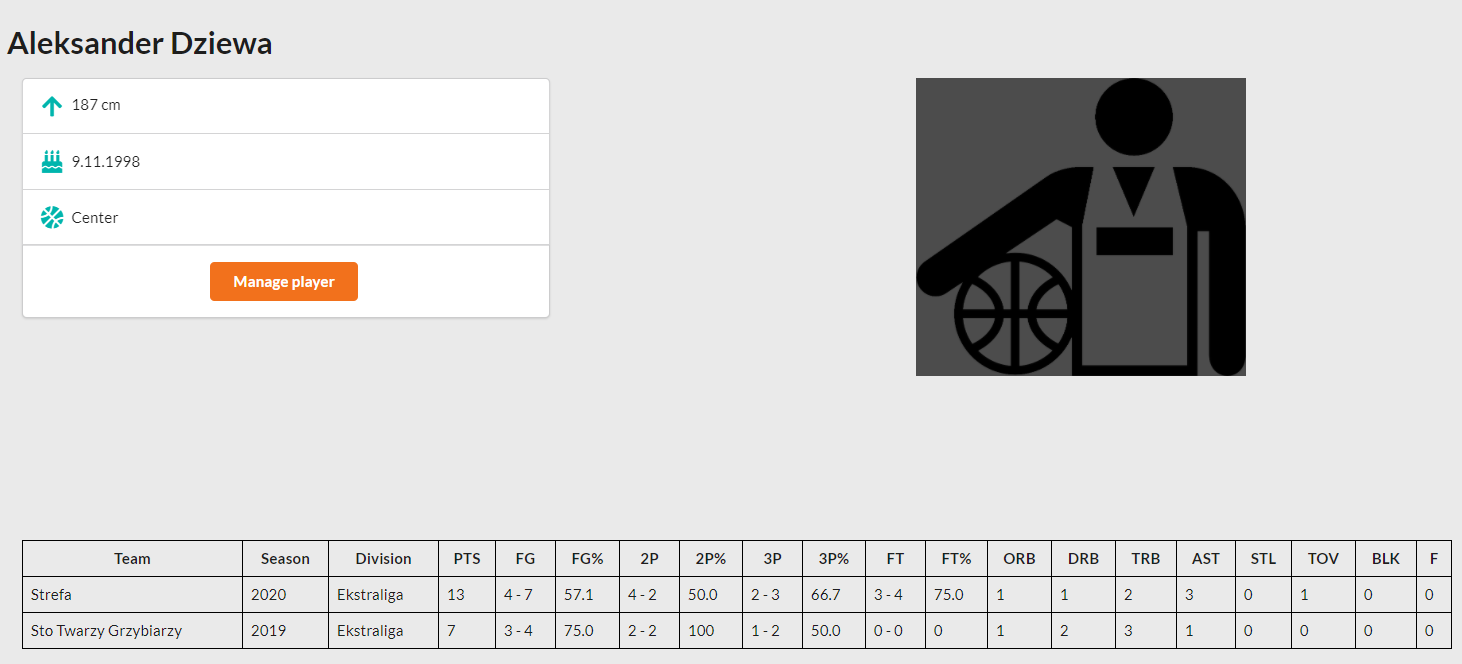 Aleksander Dziewa
187 cm
9.11.1998
Center
Manage player
Team Season Division PTS FG FG% 2P 2P% 3P 3P% FT FT% ORB DRB TRB AST STL TOV BLK F
Strefa 2020 Ekstraliga 13 4 - 7 57.1 4 - 2 50.0 2 - 3 66.7 3 - 4 75.0 1 1 2 3 0 1 0 0
Sto Twarzy Grzybiarzy 2019 Ekstraliga 7 3 - 4 75.0 2 - 2 100 1 - 2 50.0 0 - 0 0 1 2 3 1 0 0 0 0